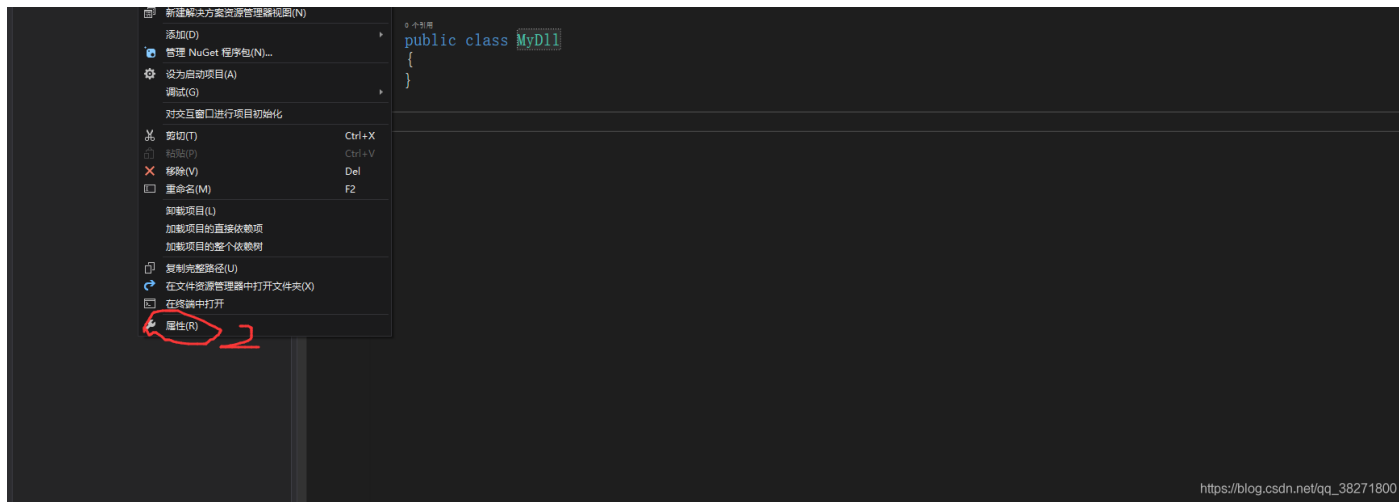 新建解决方案资源管理器视图(N)
添加(D)
管理 NuGet 程序包(N)...
设为启动项目(A)
调试(G)
对交互窗口进行项目初始化
剪切(T) Ctrl+X
粘贴(P) Ctrl+V
移除(V) Del
重命名(M) F2
卸载项目(L)
加载项目的直接依赖项
加载项目的整个依赖树
复制完整路径(U)
在文件资源管理器中打开文件夹(X)
在终端中打开
属性(R) 2
0 个引用
public class MyDll
{
}
https://blog.csdn.net/qq_38271800